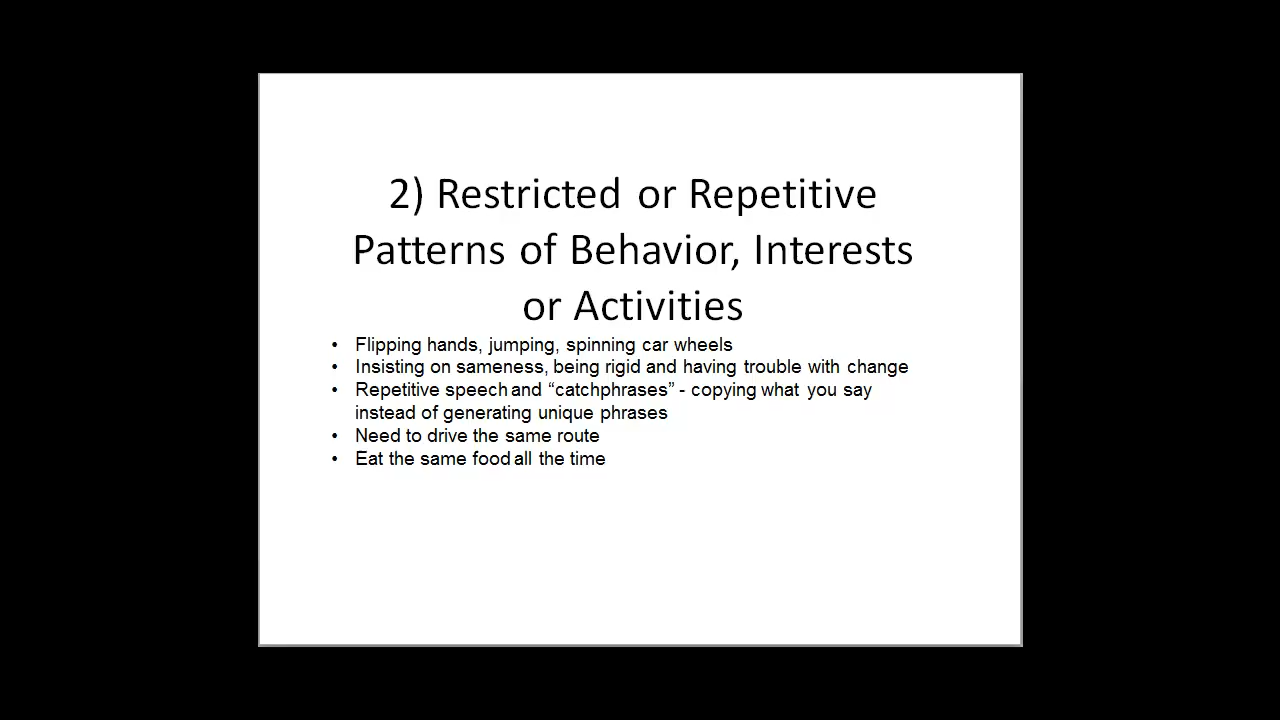 2) Restricted or Repetitive
Patterns of Behavior, Interests
or Activities
• Flipping hands, jumping, spinning car wheels
• Insisting on sameness, being rigid and having trouble with change
• Repetitive speech and “catchphrases” - copying what you say
instead of generating unique phrases
• Need to drive the same route
• Eat the same food all the time